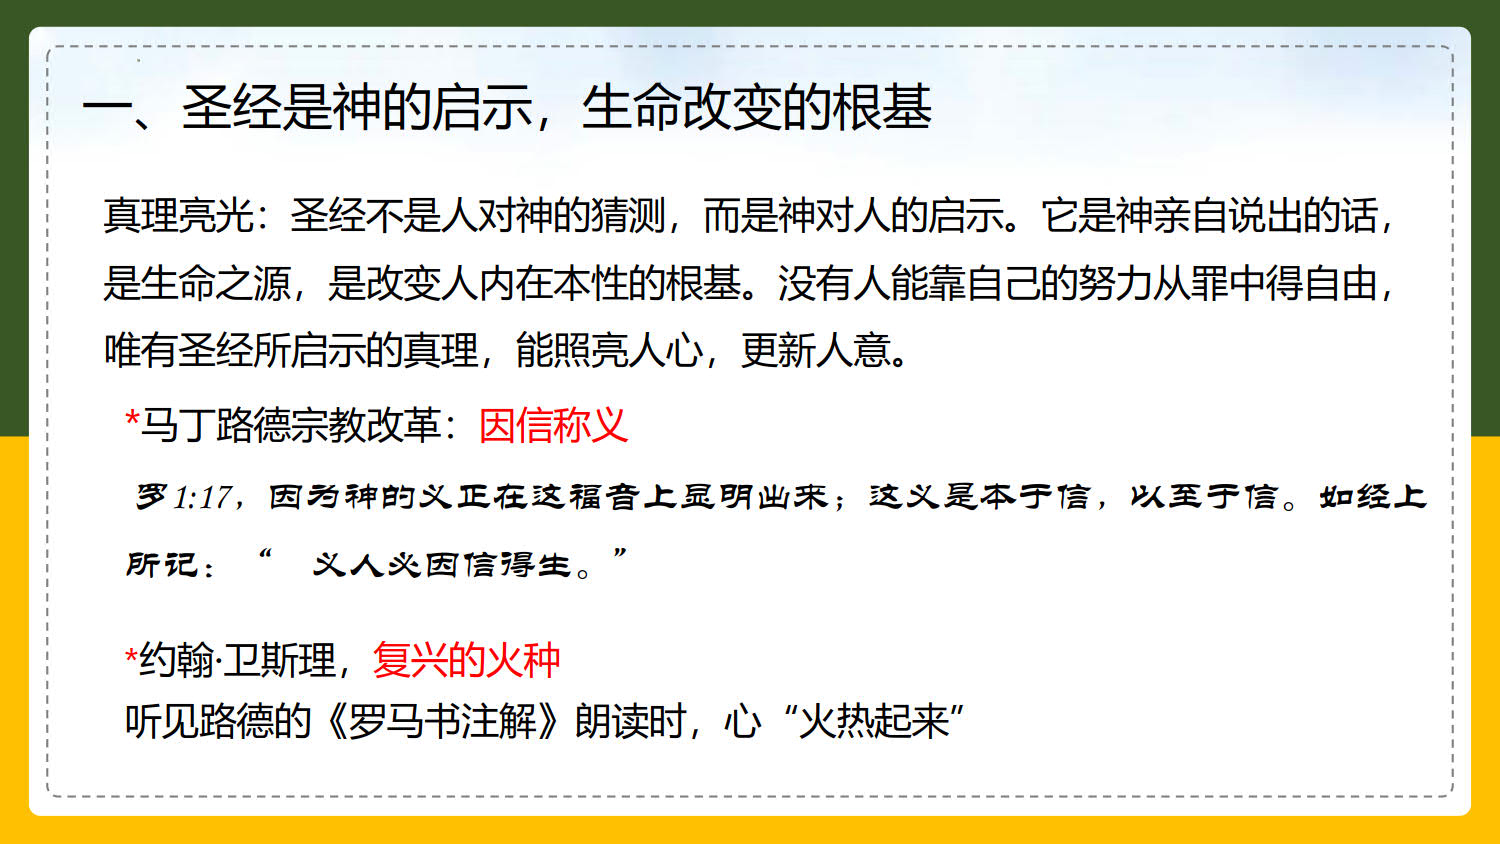 一、圣经是神的启示，生命改变的根基
真理亮光：圣经不是人对神的猜测，而是神对人的启示。它是神亲自说出的话，
是生命之源，是改变人内在本性的根基。没有人能靠自己的努力从罪中得自由，
唯有圣经所启示的真理，能照亮人心，更新人意。
*马丁路德宗教改革：因信称义
罗1:17，因为神的义正在这福音上显明出来；这义是本于信，以至于信。如经上
所记：“ 义人必因信得生。”
*约翰·卫斯理，复兴的火种
听见路德的《罗马书注解》朗读时，心“火热起来”